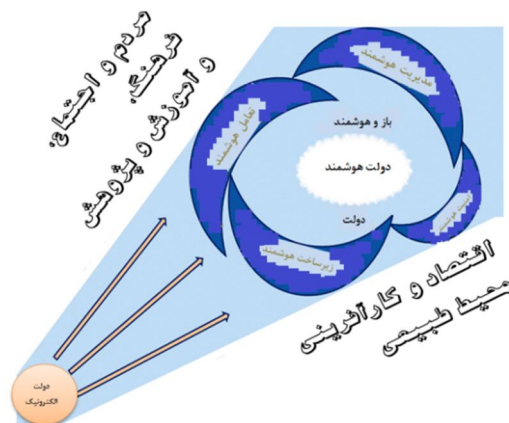 مردم و اجتماع،
فرهنگ،
و آموزش و پژوهش
مدیریت هوشمند
تعامل هوشمند
باز و هوشمند
دولت هوشمند
دولت
زیرساخت هوشمند
هوشمند
اقتصاد و کارآفرینی
محیط طبیعی
دولت
الکترونیک